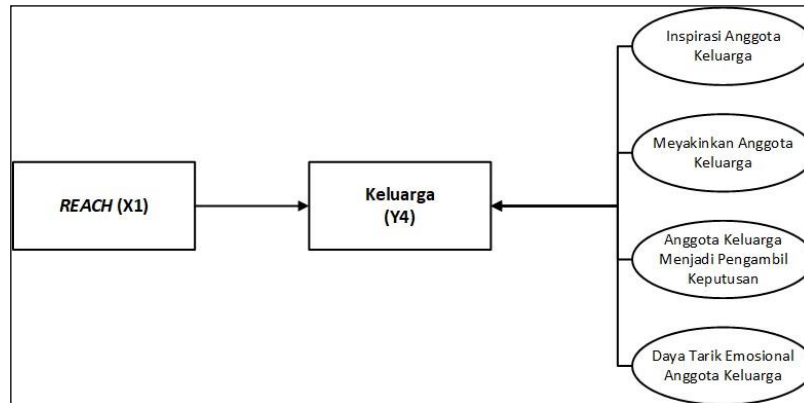 REACH (X1)
Keluarga
(Y4)
Inspirasi Anggota
Keluarga
Meyakinkan Anggota
Keluarga
Anggota Keluarga
Menjadi Pengambil
Keputusan
Daya Tarik Emosional
Anggota Keluarga